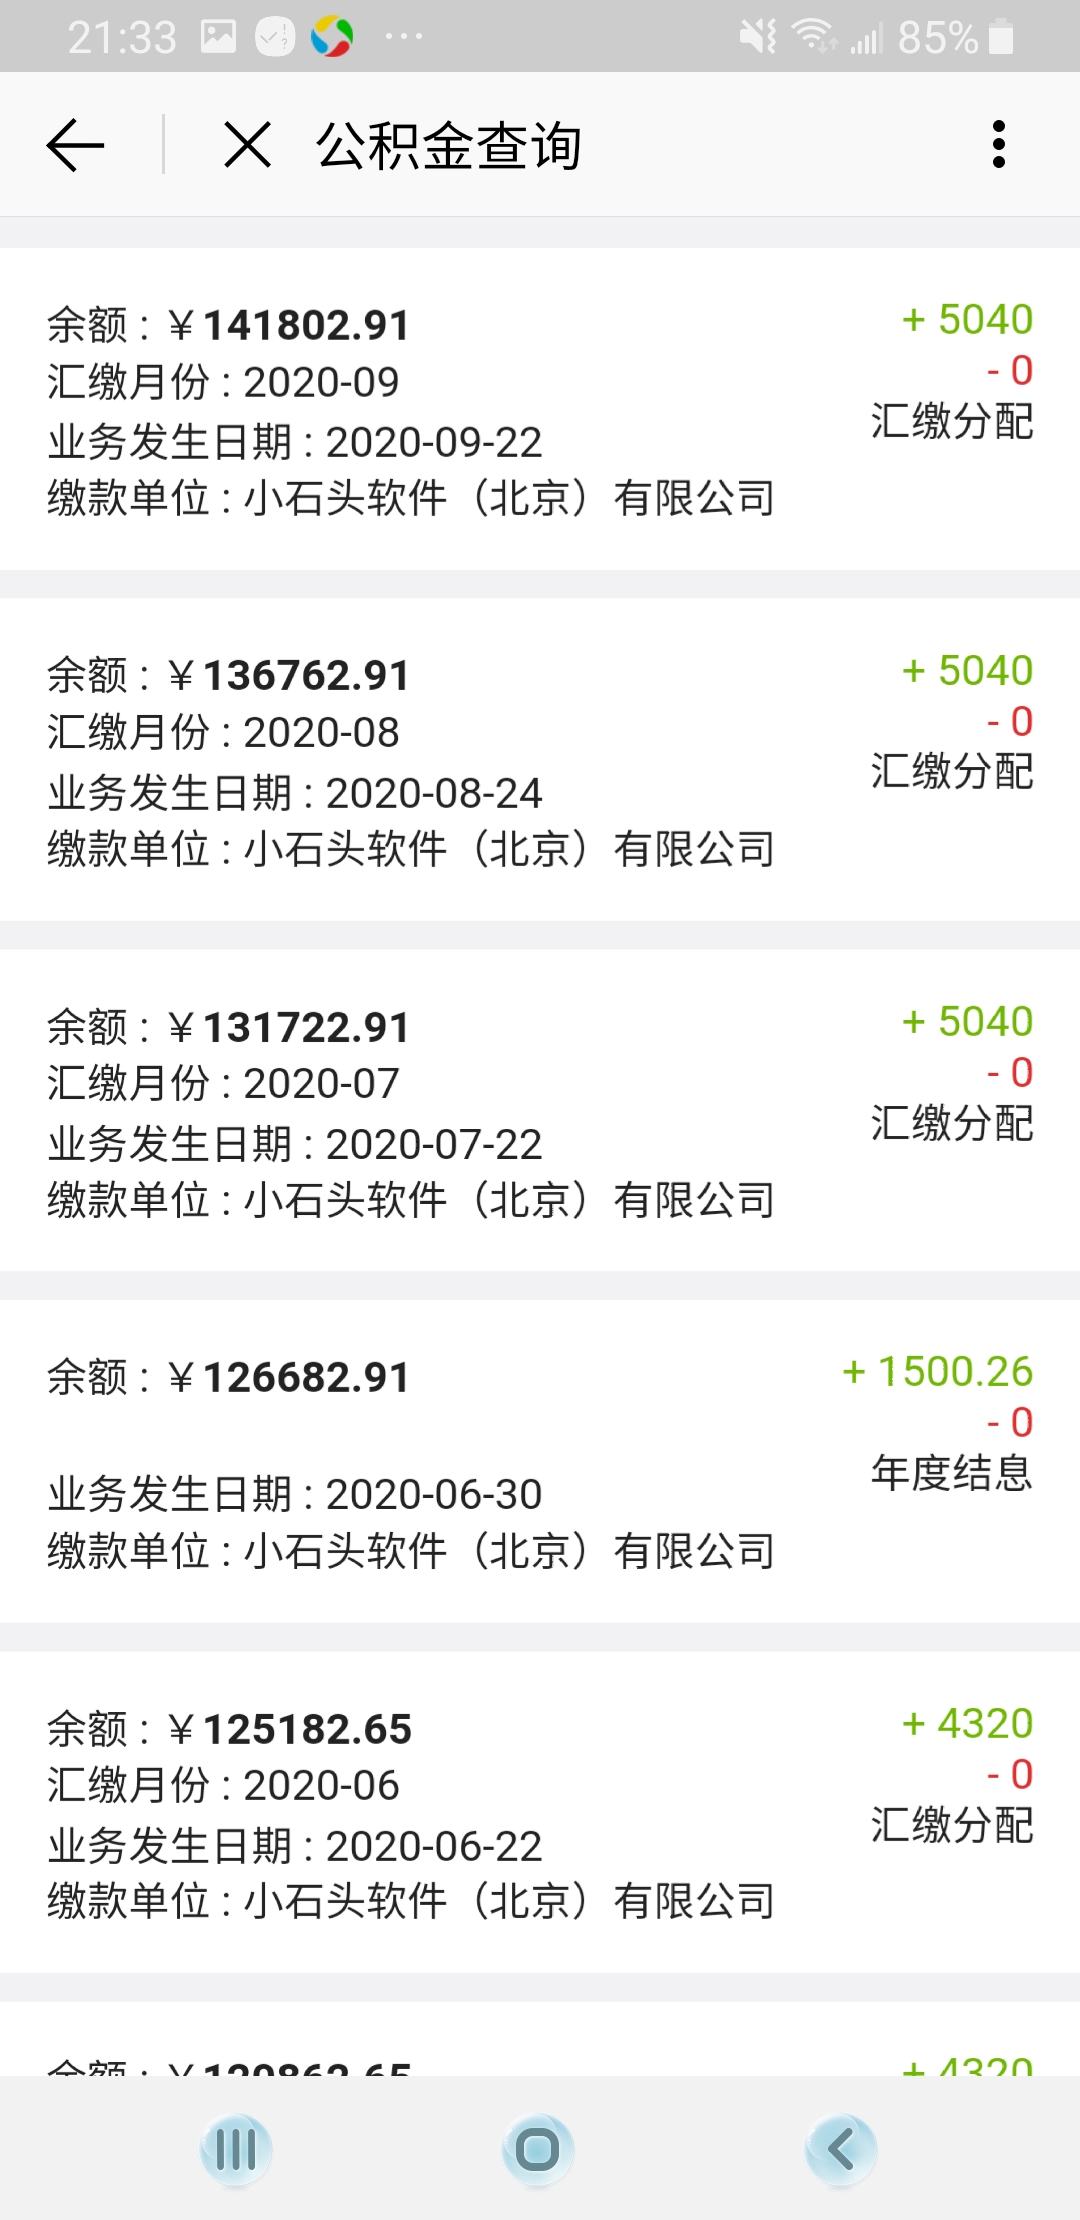 21:33
85%
公积金查询
余额 : ￥141802.91
+ 5040
汇缴月份 : 2020-09
- 0
业务发生日期 : 2020-09-22
汇缴分配
缴款单位 : 小石头软件（北京）有限公司
余额 : ￥136762.91
+ 5040
汇缴月份 : 2020-08
- 0
业务发生日期 : 2020-08-24
汇缴分配
缴款单位 : 小石头软件（北京）有限公司
余额 : ￥131722.91
+ 5040
汇缴月份 : 2020-07
- 0
业务发生日期 : 2020-07-22
汇缴分配
缴款单位 : 小石头软件（北京）有限公司
余额 : ￥126682.91
+ 1500.26
- 0
业务发生日期 : 2020-06-30
年度结息
缴款单位 : 小石头软件（北京）有限公司
余额 : ￥125182.65
+ 4320
汇缴月份 : 2020-06
- 0
业务发生日期 : 2020-06-22
汇缴分配
缴款单位 : 小石头软件（北京）有限公司
余额 : ￥120862.65
+ 4320